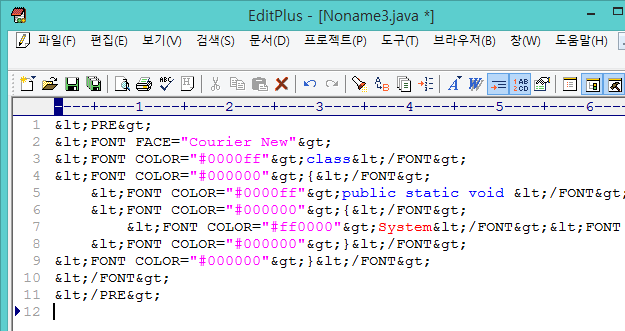 EditPlus - [Noname3.java *]
파일(F) 편집(E) 보기(V) 검색(S) 문서(D) 프로젝트(P) 도구(T) 브라우저(B) 창(W) 도움말(H)
----+----1----+----2----+----3----+----4----+----5----+----6----
1 &lt;PRE&gt;
2 &lt;FONT FACE="Courier New"&gt;
3 &lt;FONT COLOR="#0000ff"&gt;class&lt;/FONT&gt;
4 &lt;FONT COLOR="#000000"&gt;{&lt;/FONT&gt;
5 &lt;FONT COLOR="#0000ff"&gt;public static void &lt;/FONT&
6 &lt;FONT COLOR="#000000"&gt;{&lt;/FONT&gt;
7 &lt;FONT COLOR="#ff0000"&gt;System&lt;/FONT&gt;&lt;FONT
8 &lt;FONT COLOR="#000000"&gt;}&lt;/FONT&gt;
9 &lt;FONT COLOR="#000000"&gt;}&lt;/FONT&gt;
10 &lt;/FONT&gt;
11 &lt;/PRE&gt;
12